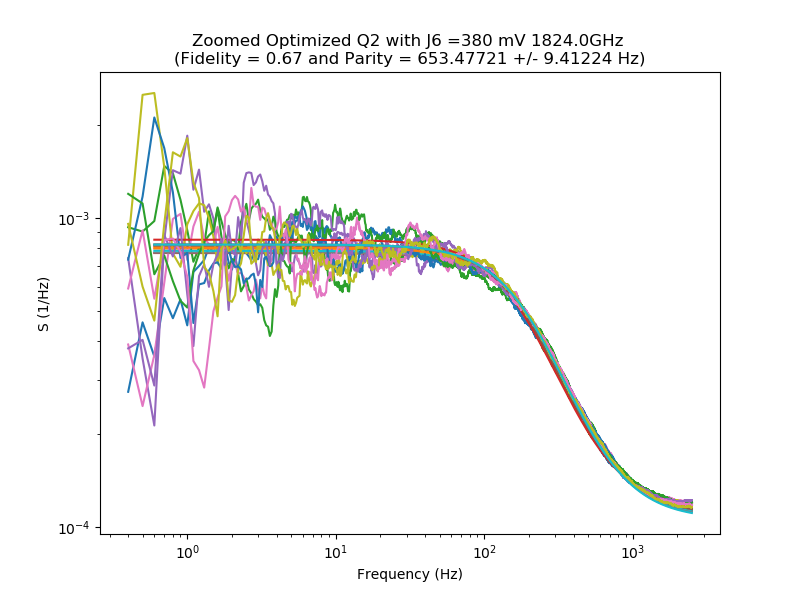 Zoomed Optimized Q2 with J6 =380 mV 1824.0GHz
(Fidelity = 0.67 and Parity = 653.47721 +/- 9.41224 Hz)
S (1/Hz)
10⁻³
10⁻⁴
10⁰ 10¹ 10² 10³
Frequency (Hz)